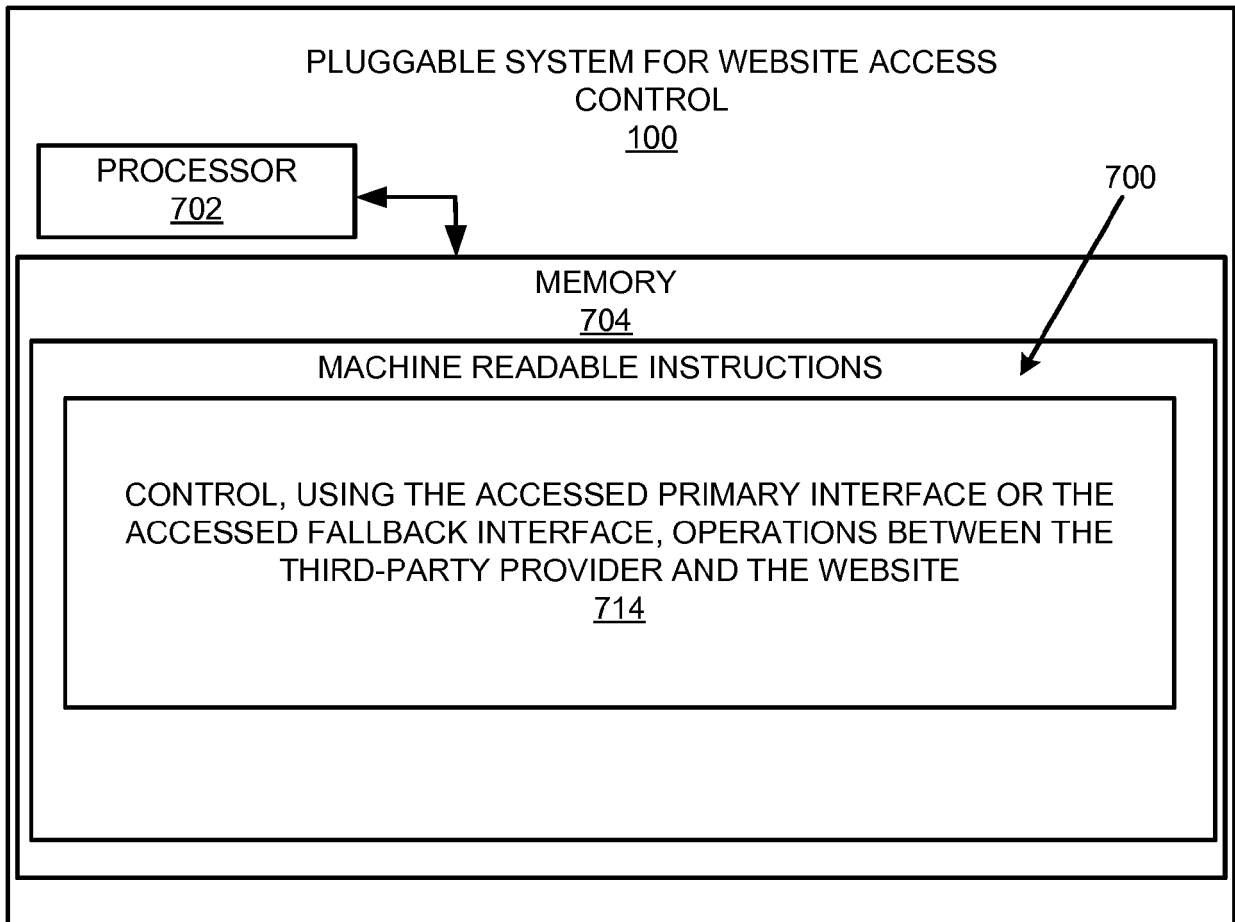 PLUGGABLE SYSTEM FOR WEBSITE ACCESS
CONTROL
100
PROCESSOR
702
700
MEMORY
704
MACHINE READABLE INSTRUCTIONS
CONTROL, USING THE ACCESSED PRIMARY INTERFACE OR THE
ACCESSED FALLBACK INTERFACE, OPERATIONS BETWEEN THE
THIRD-PARTY PROVIDER AND THE WEBSITE
714